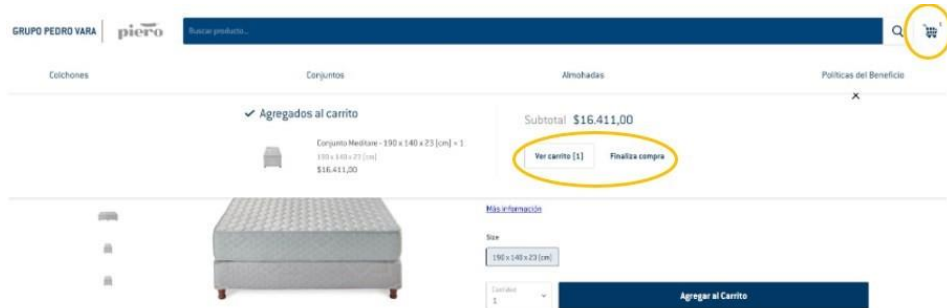 GRUPO PEDRO VARA
piero
Buscar producto...
1
Colchones
Conjuntos
Almohadas
Políticas del Beneficio
Agregados al carrito
Conjunto Meditare - 190 x 140 x 23 [cm] × 1
190 x 140 x 23 [cm]
$16.411,00
Subtotal $16.411,00
Ver carrito [1]
Finaliza compra
Más información
Size
190 x 140 x 23 [cm]
Cantidad
1
Agregar al Carrito